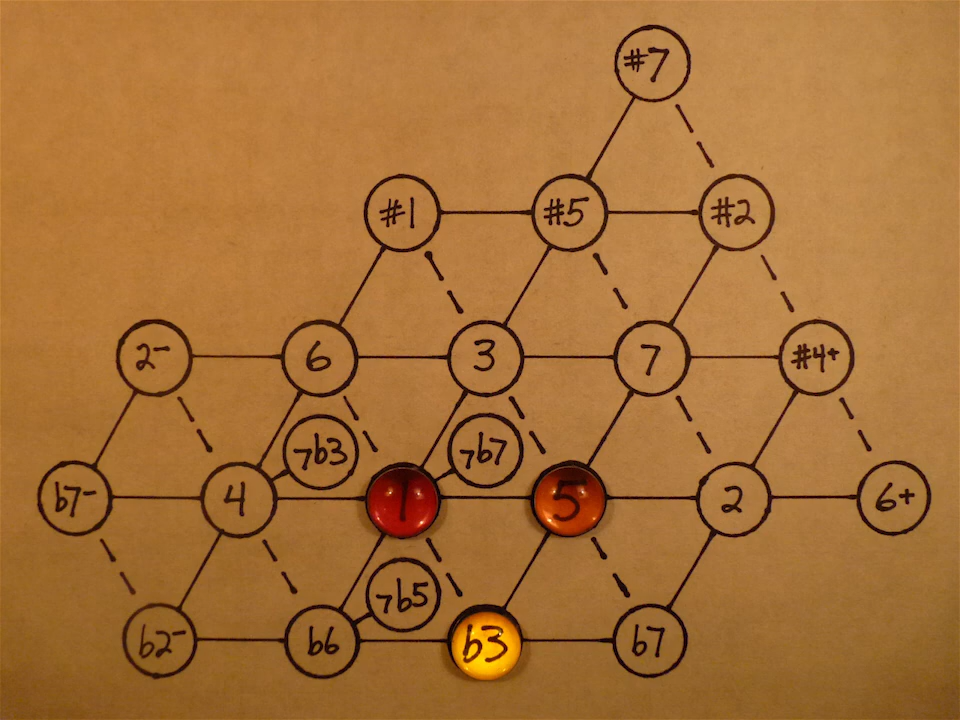 #7
#1 #5 #2
2- 6 3 7 #4+
7b3 7b7
b7- 4 1 5 2 6+
7b5
b2- b6 b3 b7